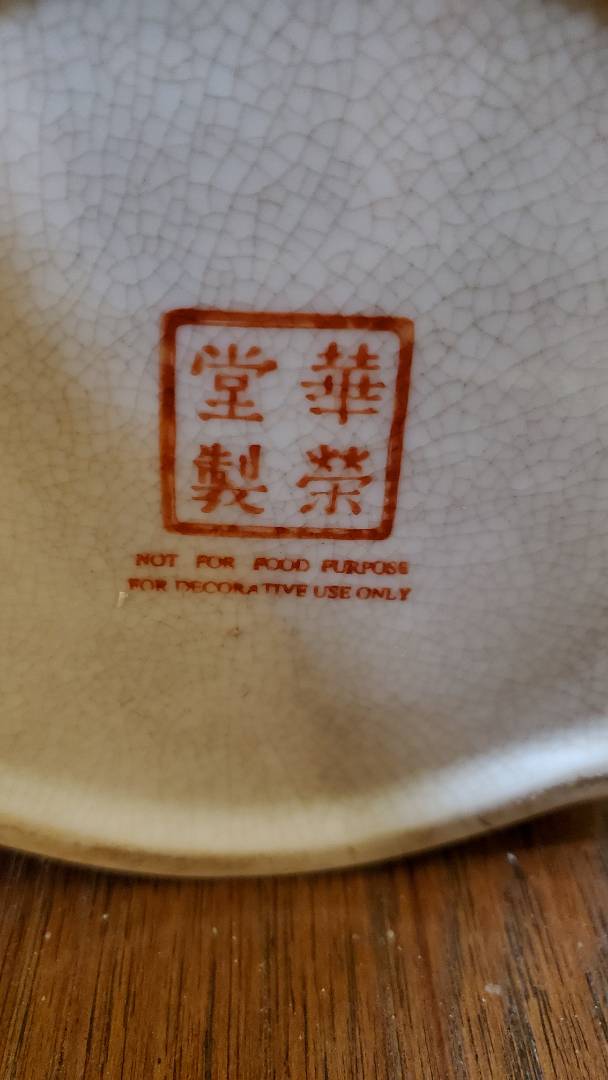 華榮
堂製
NOT FOR FOOD PURPOSE
FOR DECORATIVE USE ONLY